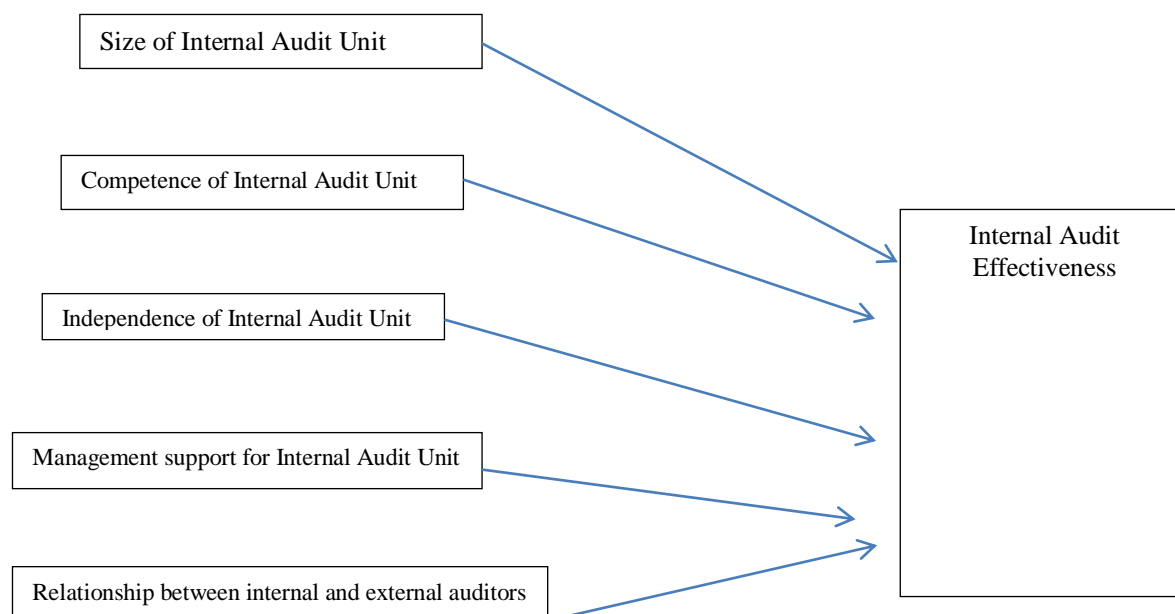 Size of Internal Audit Unit
Competence of Internal Audit Unit
Internal Audit
Effectiveness
Independence of Internal Audit Unit
Management support for Internal Audit Unit
Relationship between internal and external auditors